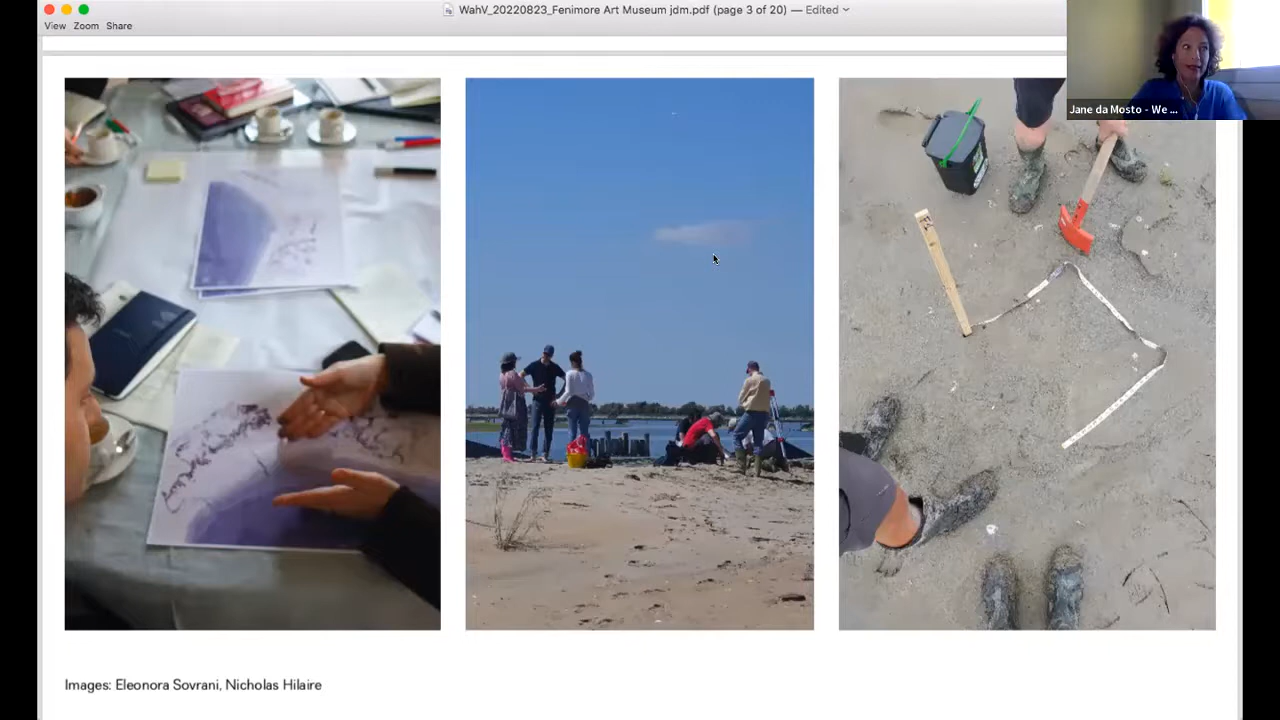 WahV_20220823_Fenimore Art Museum jdm.pdf (page 3 of 20) — Edited
View Zoom Share
Jane da Mosto - We ...
Images: Eleonora Sovrani, Nicholas Hilaire